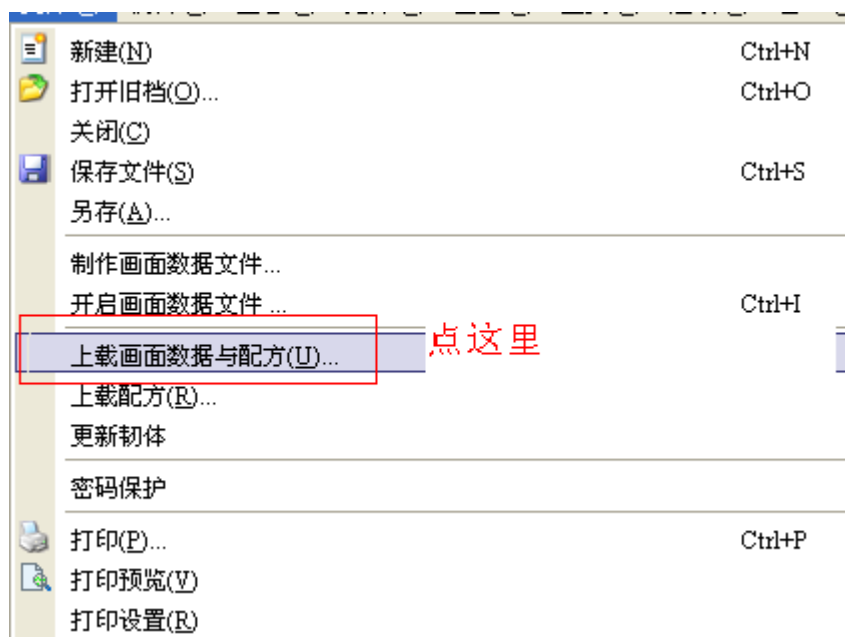 新建(N) Ctrl+N
打开旧档(O)... Ctrl+O
关闭(C)
保存文件(S) Ctrl+S
另存(A)...
制作画面数据文件...
开启画面数据文件 ... Ctrl+I
上载画面数据与配方(U)... 点这里
上载配方(R)...
更新韧体
密码保护
打印(P)... Ctrl+P
打印预览(V)
打印设置(R)